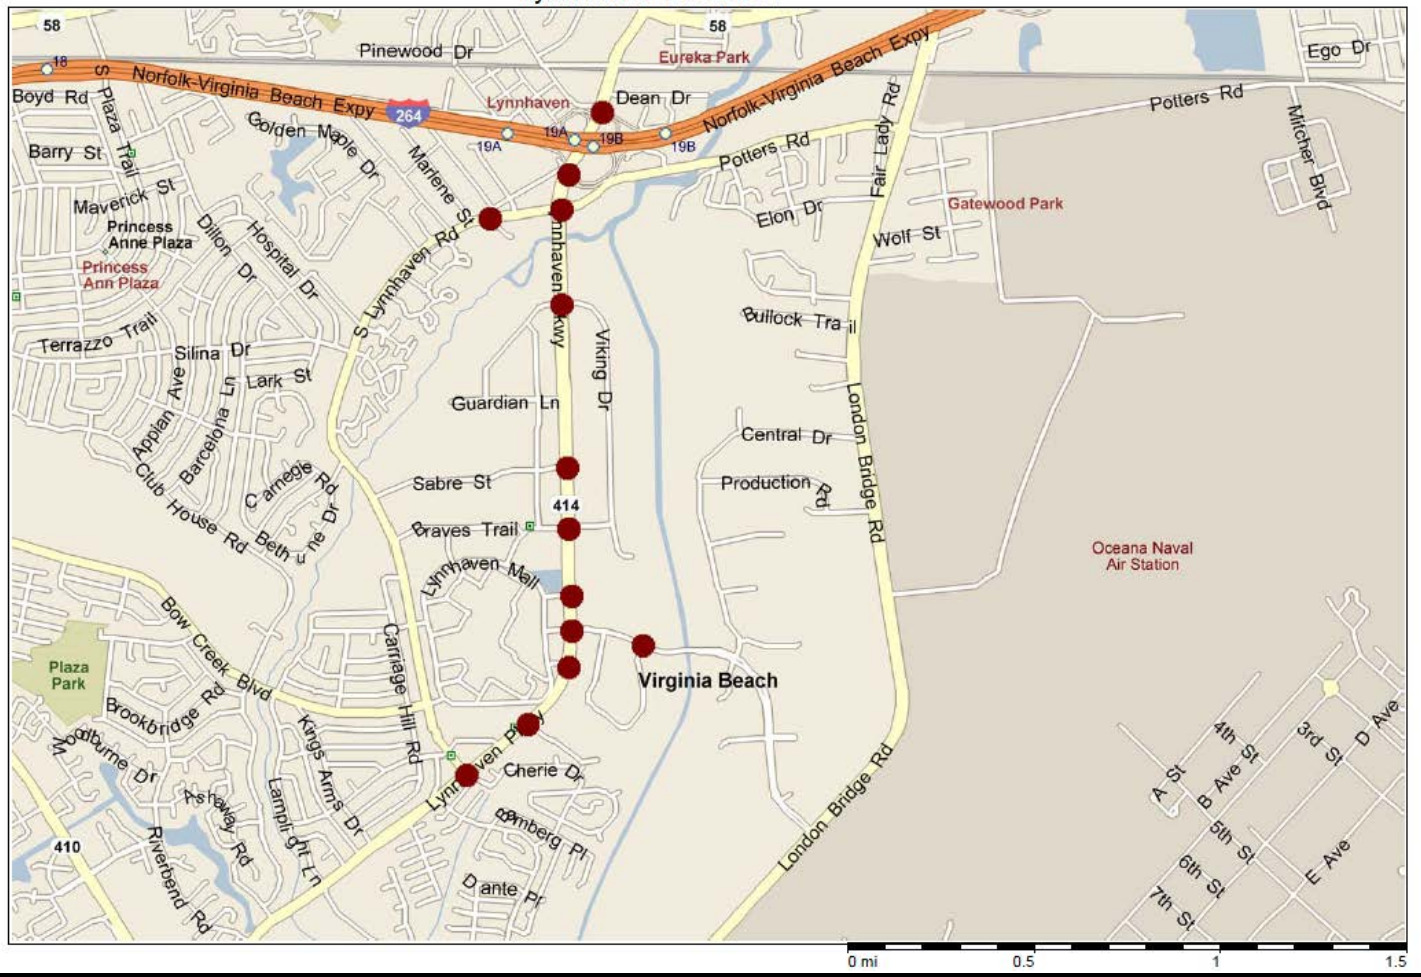 58
58
Pinewood Dr
Eureka Park
Ego Dr
18
Norfolk-Virginia Beach Expy
264
Lynnhaven
Dean Dr
Norfolk-Virginia Beach Expy
Boyd Rd
S Plaza Trail
Golden Maple Dr
19A
19A
19B
19B
Potters Rd
Potters Rd
Fair Lady Rd
Mitcher Blvd
Barry St
Marlene St
Maverick St
Princess
Anne Plaza
Princess
Ann Plaza
Dillon Dr
Hospital Dr
S Lynnhaven Rd
Elon Dr
Gatewood Park
Wolf St
Bullock Trail
Terrazzo Trail
Silina Dr
Viking Dr
Lark St
Appian Ave
Barcelona Ln
Guardian Ln
London Bridge Rd
Central Dr
Carnege Rd
Club House Rd
Sabre St
Production Rd
414
Braves Trail
Bethune Dr
Lynnhaven Mall
Oceana Naval
Air Station
Bow Creek Blvd
Carriage Hill Rd
Plaza
Park
Virginia Beach
Brookbridge Rd
Woodburne Dr
Kings Arms Dr
Cherie Dr
4th St
3rd St
D Ave
A St
B Ave
Ashaway Rd
Lamplight Ln
London Bridge Rd
5th St
410
Riverbend Rd
E Ave
6th St
Dante Pl
7th St
0 mi
0.5
1
1.5